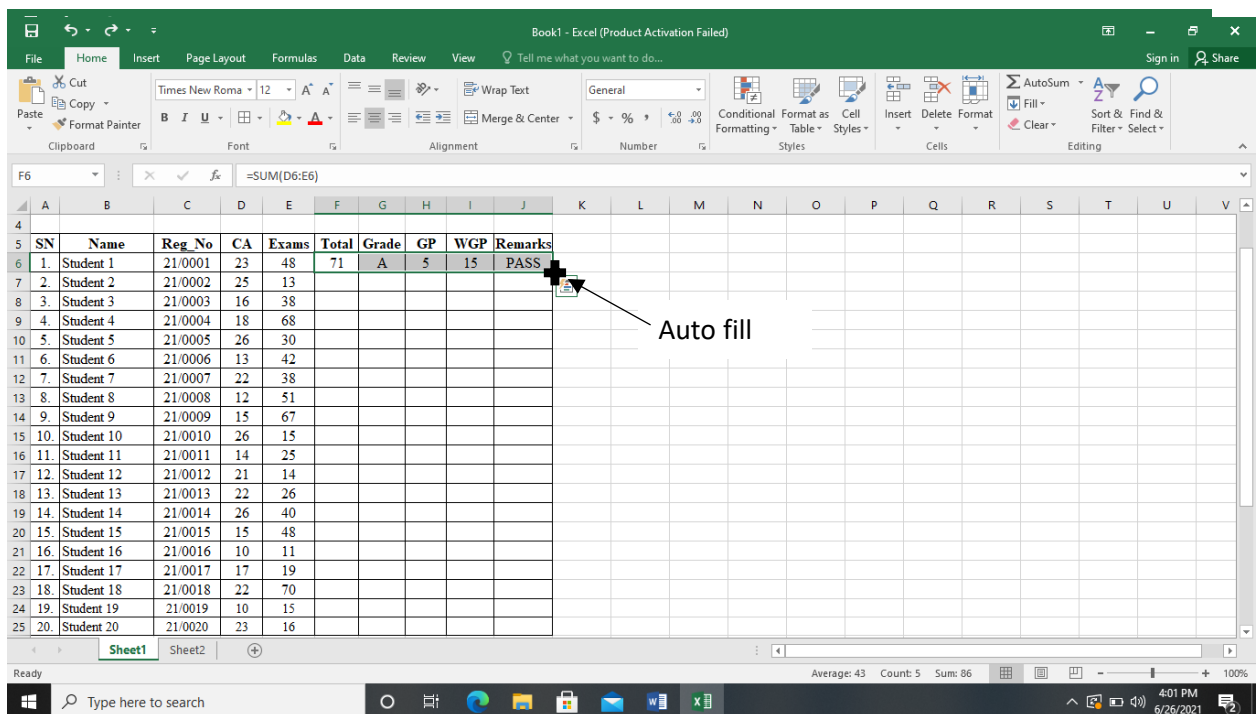 Book1 - Excel (Product Activation Failed)
File Home Insert Page Layout Formulas Data Review View Tell me what you want to do... Sign in Share
Cut Times New Roma 12 A A Wrap Text General AutoSum
Copy Fill
Paste Format Painter B I U A Merge & Center $ % , .00 Conditional Format as Cell Insert Delete Format Clear Sort & Find &
Formatting Table Styles Filter Select
Clipboard Font Alignment Number Styles Cells Editing
F6 fx =SUM(D6:E6)
A B C D E F G H I J K L M N O P Q R S T U V
4
5 SN Name Reg_No CA Exams Total Grade GP WGP Remarks
6 1. Student 1 21/0001 23 48 71 A 5 15 PASS
7 2. Student 2 21/0002 25 13
8 3. Student 3 21/0003 16 38
9 4. Student 4 21/0004 18 68
Auto fill
10 5. Student 5 21/0005 26 30
11 6. Student 6 21/0006 13 42
12 7. Student 7 21/0007 22 38
13 8. Student 8 21/0008 12 51
14 9. Student 9 21/0009 15 67
15 10. Student 10 21/0010 26 15
16 11. Student 11 21/0011 14 25
17 12. Student 12 21/0012 21 14
18 13. Student 13 21/0013 22 26
19 14. Student 14 21/0014 26 40
20 15. Student 15 21/0015 15 48
21 16. Student 16 21/0016 10 11
22 17. Student 17 21/0017 17 19
23 18. Student 18 21/0018 22 70
24 19. Student 19 21/0019 10 15
25 20. Student 20 21/0020 23 16
Sheet1 Sheet2
Ready Average: 43 Count: 5 Sum: 86 100%
Type here to search 4:01 PM
6/26/2021